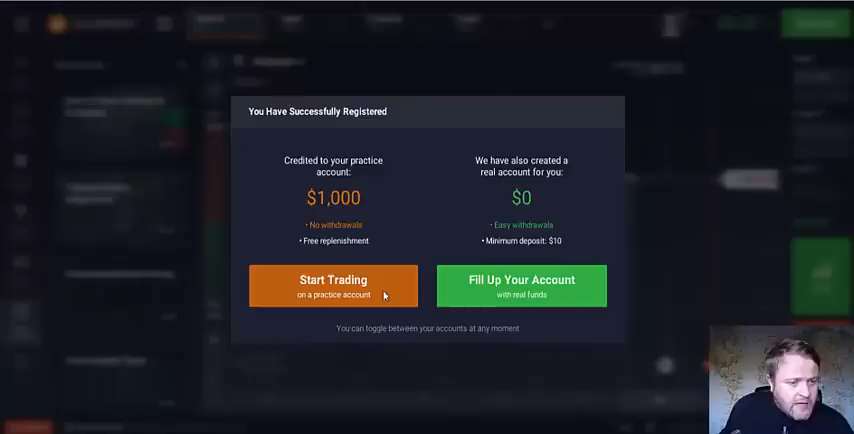 You Have Successfully Registered
Credited to your practice
account:
$1,000
• No withdrawals
• Free replenishment
Start Trading
on a practice account
We have also created a
real account for you:
$0
• Easy withdrawals
• Minimum deposit: $10
Fill Up Your Account
with real funds
You can toggle between your accounts at any moment